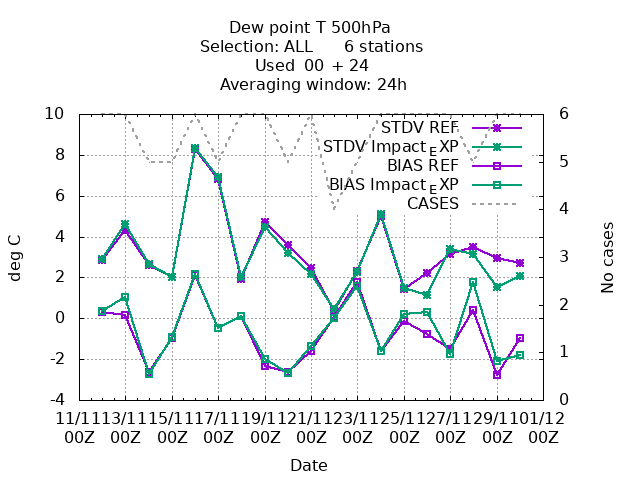 Dew point T 500hPa
Selection: ALL 6 stations
Used 00 + 24
Averaging window: 24h
10
8
6
4
2
0
-2
-4
deg C
6
5
4
3
2
1
0
No cases
STDV REF
STDV Impact_EXP
BIAS REF
BIAS Impact_EXP
CASES
11/11 13/11 15/11 17/11 19/11 21/11 23/11 25/11 27/11 29/11 01/12
00Z 00Z 00Z 00Z 00Z 00Z 00Z 00Z 00Z 00Z 00Z
Date